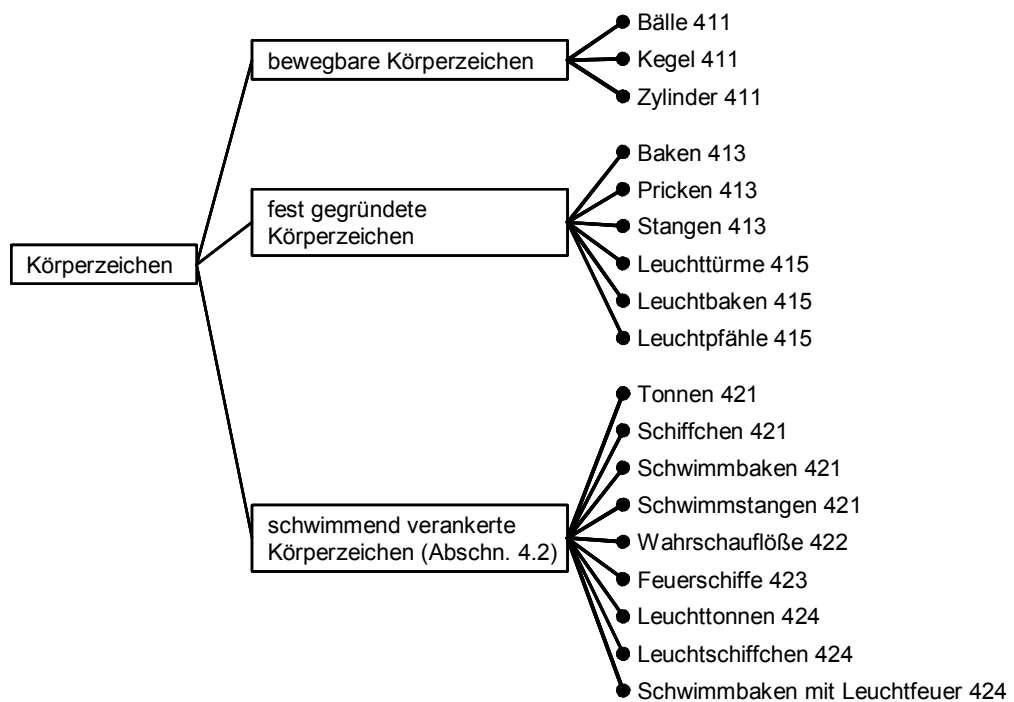 Körperzeichen
bewegbare Körperzeichen
Bälle 411
Kegel 411
Zylinder 411
fest gegründete
Körperzeichen
Baken 413
Pricken 413
Stangen 413
Leuchttürme 415
Leuchtbaken 415
Leuchtpfähle 415
schwimmend verankerte
Körperzeichen (Abschn. 4.2)
Tonnen 421
Schiffchen 421
Schwimmbaken 421
Schwimmstangen 421
Wahrschauflöße 422
Feuerschiffe 423
Leuchttonnen 424
Leuchtschiffchen 424
Schwimmbaken mit Leuchtfeuer 424